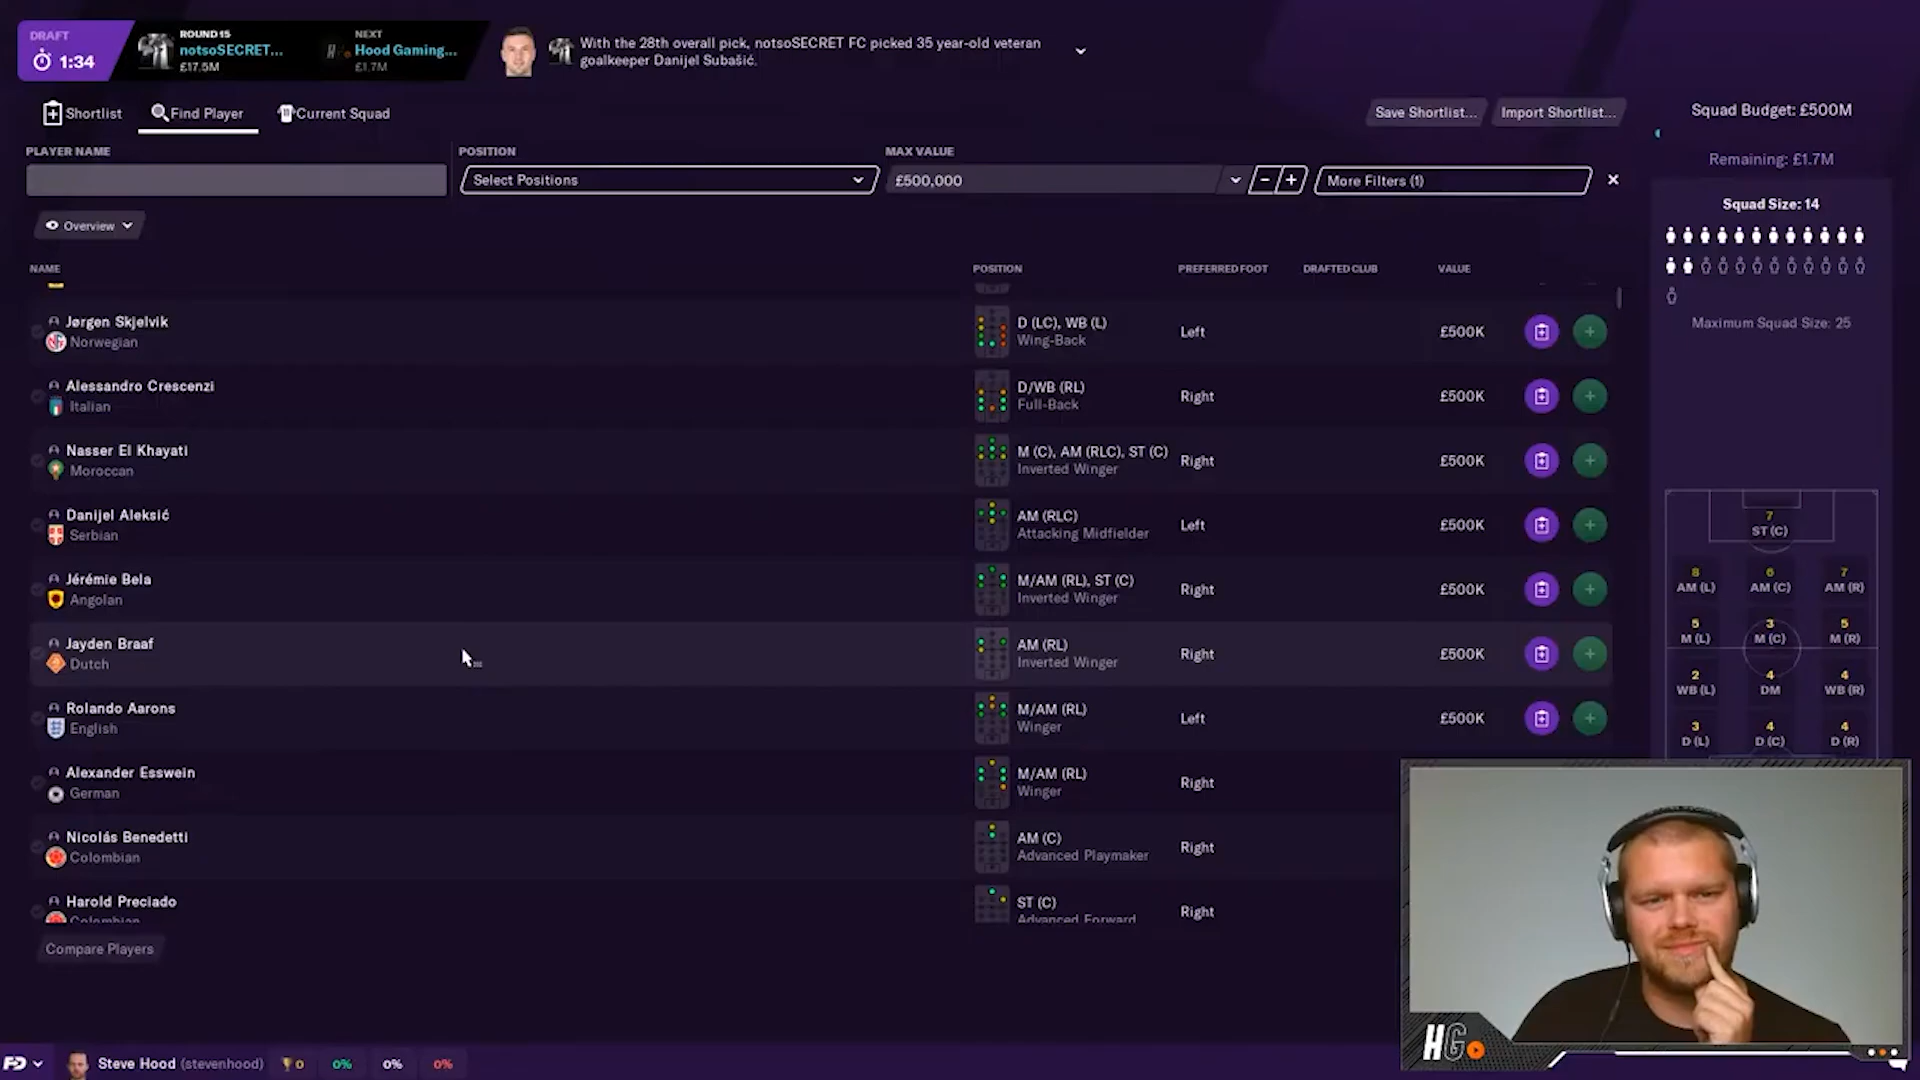 DRAFT
1:34
ROUND 15
notsoSECRET...
£17.5M
NEXT
Hood Gaming...
£1.7M
With the 28th overall pick, notsoSECRET FC picked 35 year-old veteran
goalkeeper Danijel Subašić.
Shortlist
Find Player
Current Squad
Save Shortlist...
Import Shortlist...
Squad Budget: £500M
Remaining: £1.7M
PLAYER NAME
POSITION
MAX VALUE
Select Positions
£500,000
- +
More Filters (1)
Squad Size: 14
Maximum Squad Size: 25
Overview
NAME
POSITION
PREFERRED FOOT
DRAFTED CLUB
VALUE
Jørgen Skjelvik
Norwegian
D (LC), WB (L)
Wing-Back
Left
£500K
Alessandro Crescenzi
Italian
D/WB (RL)
Full-Back
Right
£500K
Nasser El Khayati
Moroccan
M (C), AM (RLC), ST (C)
Inverted Winger
Right
£500K
Danijel Aleksić
Serbian
AM (RLC)
Attacking Midfielder
Left
£500K
Jérémie Bela
Angolan
M/AM (RL), ST (C)
Inverted Winger
Right
£500K
Jayden Braaf
Dutch
AM (RL)
Inverted Winger
Right
£500K
Rolando Aarons
English
M/AM (RL)
Winger
Left
£500K
Alexander Esswein
German
M/AM (RL)
Winger
Right
Nicolás Benedetti
Colombian
AM (C)
Advanced Playmaker
Right
Harold Preciado
Colombian
ST (C)
Advanced Forward
Right
7
ST (C)
8 6 7
AM (L) AM (C) AM (R)
5 3 5
M (L) M (C) M (R)
2 4 4
WB (L) DM WB (R)
3 4 4
D (L) D (C) D (R)
Compare Players
HG
FD
Steve Hood (stevenhood)
0
0%
0%
0%